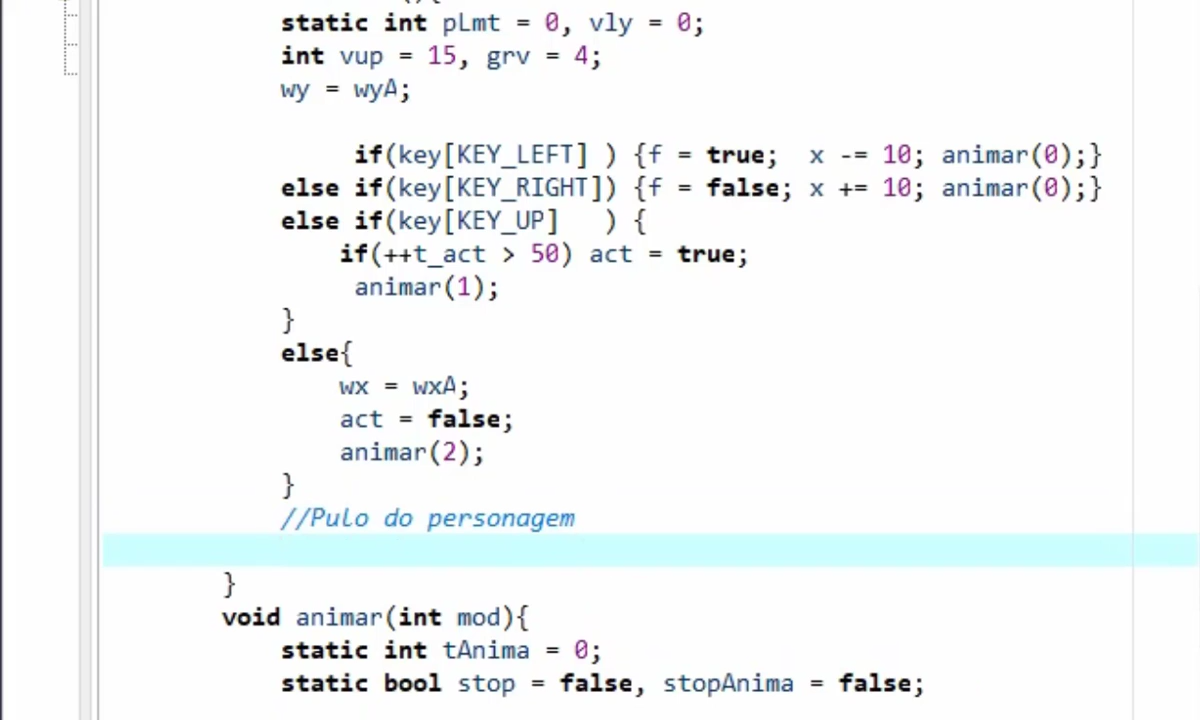 (){
static int pLmt = 0, vly = 0;
int vup = 15, grv = 4;
wy = wyA;
if(key[KEY_LEFT] ) {f = true;  x -= 10; animar(0);}
else if(key[KEY_RIGHT]) {f = false; x += 10; animar(0);}
else if(key[KEY_UP]   ) {
if(++t_act > 50) act = true;
animar(1);
}
else{
wx = wxA;
act = false;
animar(2);
}
//Pulo do personagem
}
void animar(int mod){
static int tAnima = 0;
static bool stop = false, stopAnima = false;